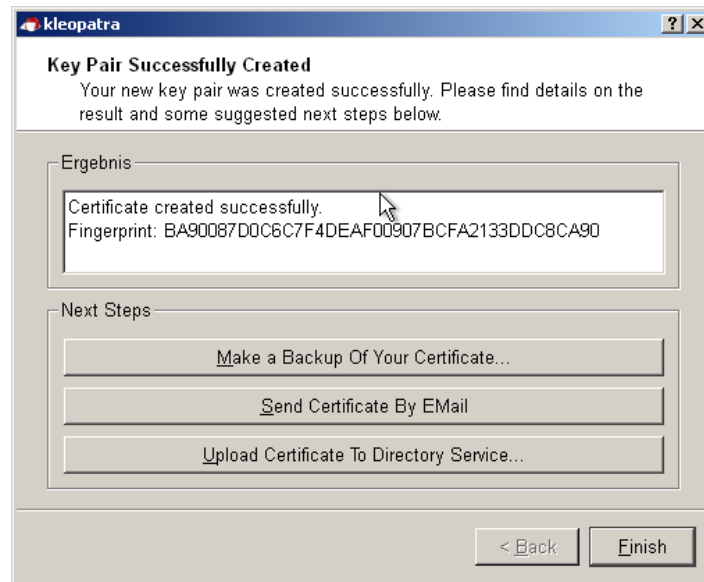 kleopatra
Key Pair Successfully Created
Your new key pair was created successfully. Please find details on the
result and some suggested next steps below.
Ergebnis
Certificate created successfully.
Fingerprint: BA90087D0C6C7F4DEAF00907BCFA2133DDC8CA90
Next Steps
Make a Backup Of Your Certificate...
Send Certificate By EMail
Upload Certificate To Directory Service...
< Back
Finish